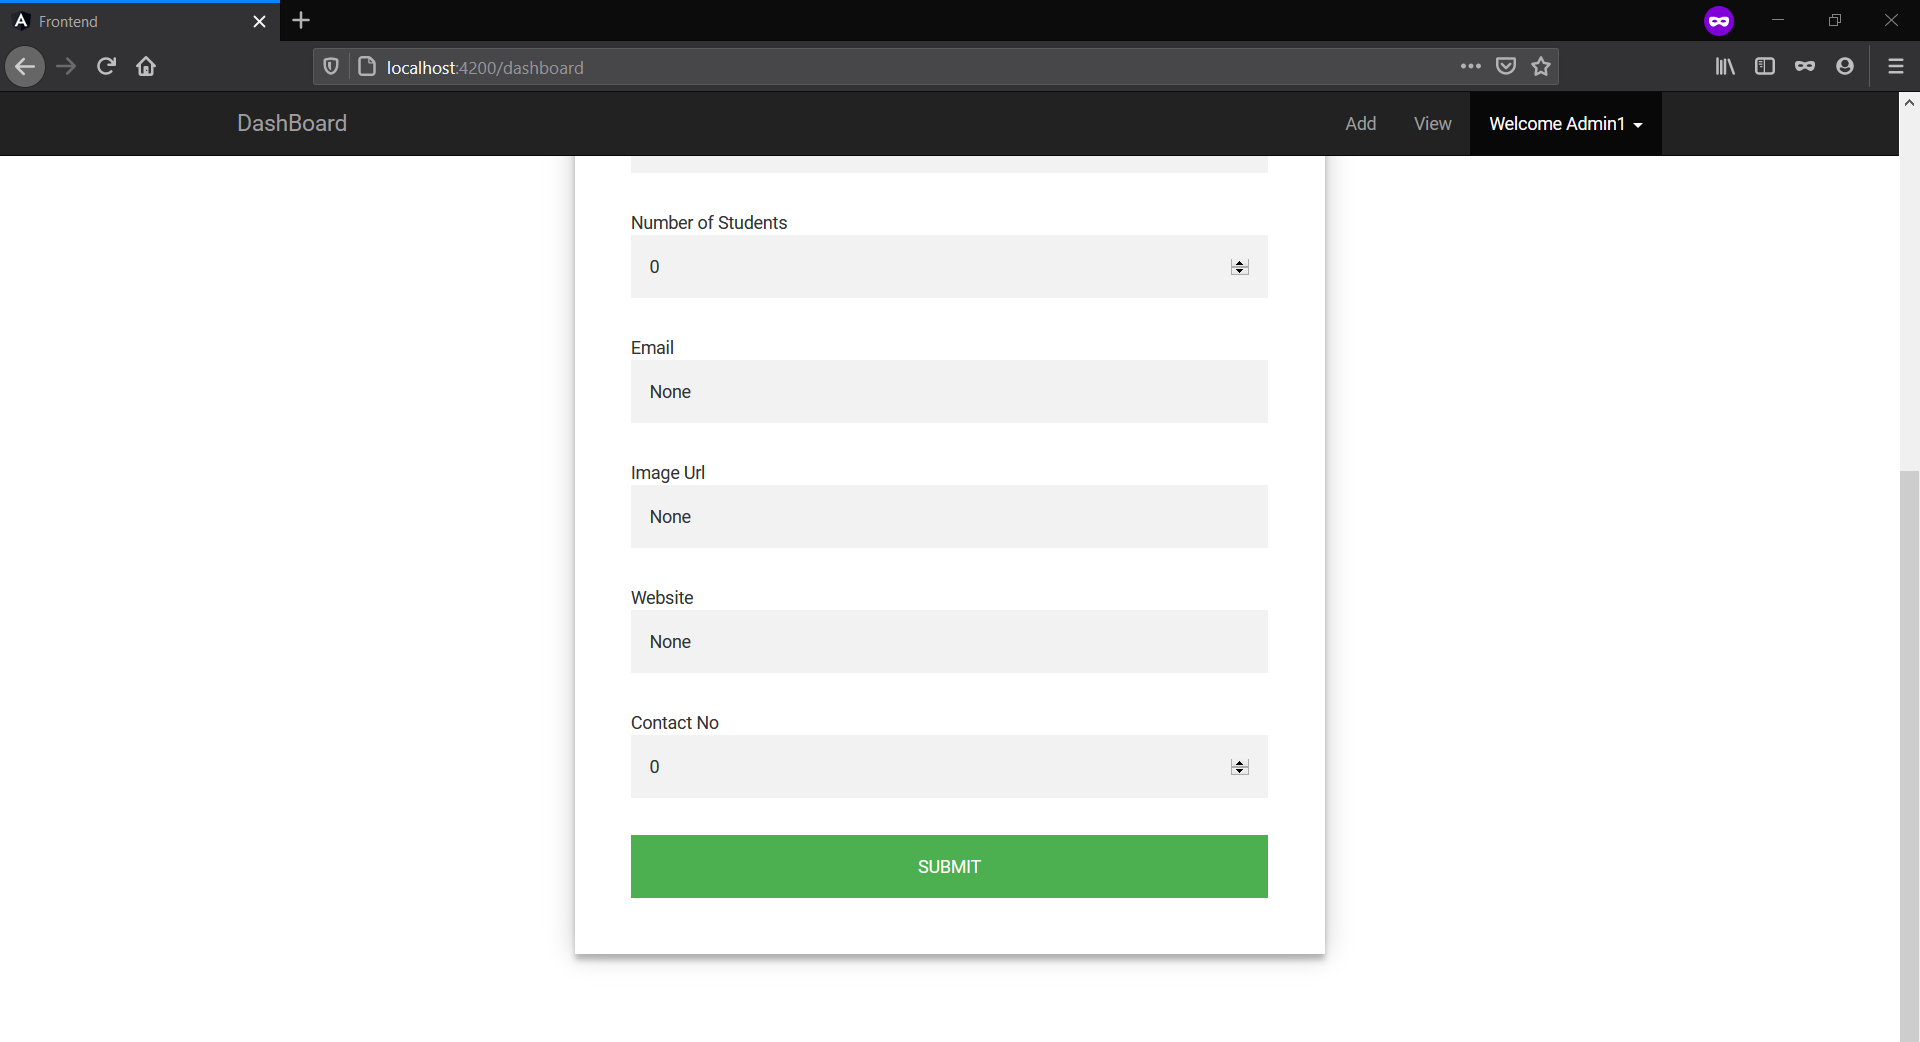 Frontend
localhost:4200/dashboard
DashBoard Add View Welcome Admin1
Number of Students
0
Email
None
Image Url
None
Website
None
Contact No
0
SUBMIT